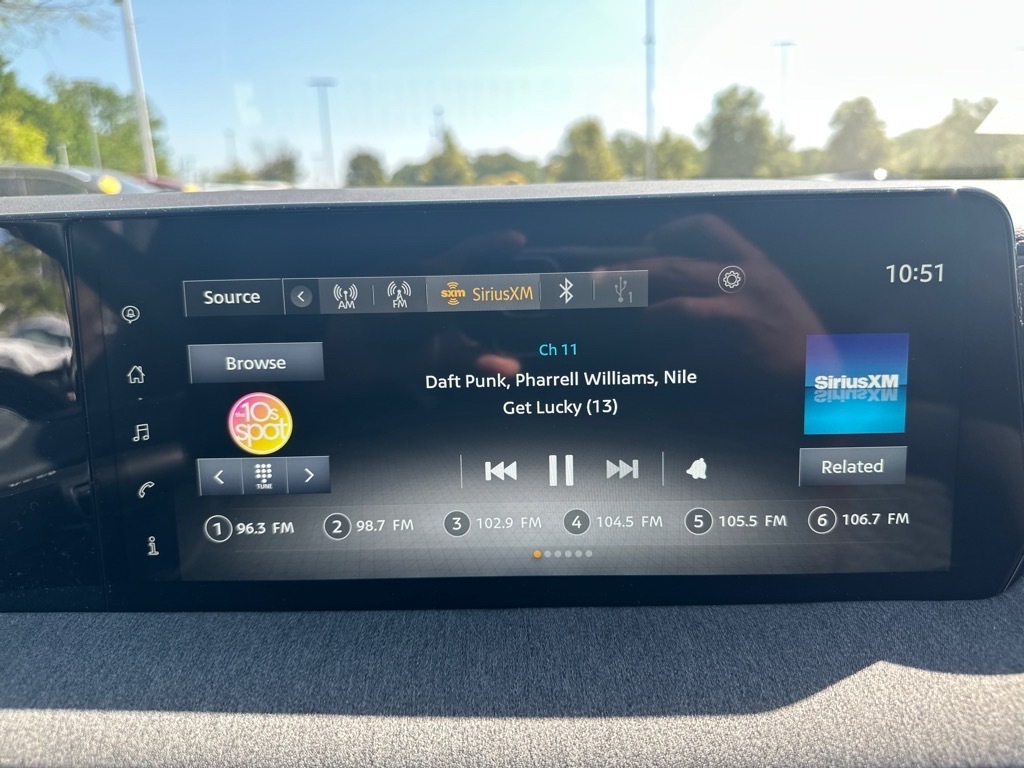 10:51
Source AM FM sxm SiriusXM 1
Browse
Ch 11
Daft Punk, Pharrell Williams, Nile
Get Lucky (13)
the
10s
spot
SiriusXM
TUNE
Related
1 96.3 FM 2 98.7 FM 3 102.9 FM 4 104.5 FM 5 105.5 FM 6 106.7 FM